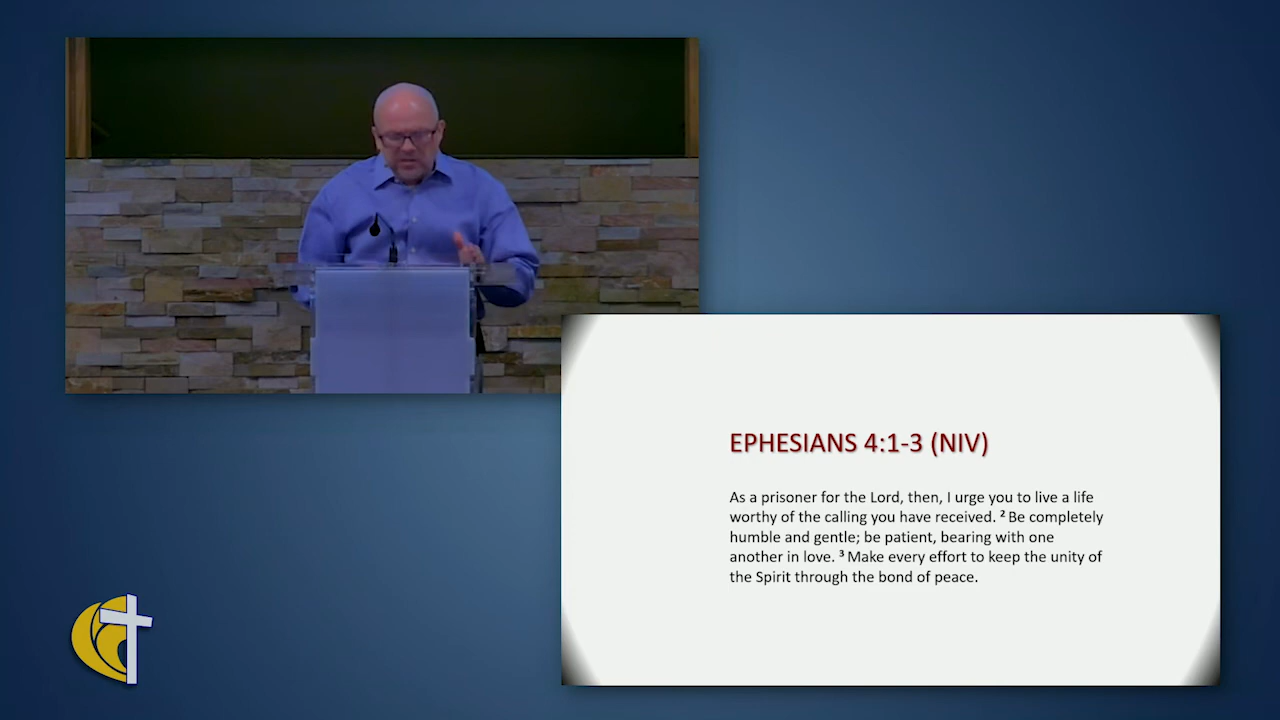 EPHESIANS 4:1-3 (NIV)
As a prisoner for the Lord, then, I urge you to live a life
worthy of the calling you have received. ² Be completely
humble and gentle; be patient, bearing with one
another in love. ³ Make every effort to keep the unity of
the Spirit through the bond of peace.